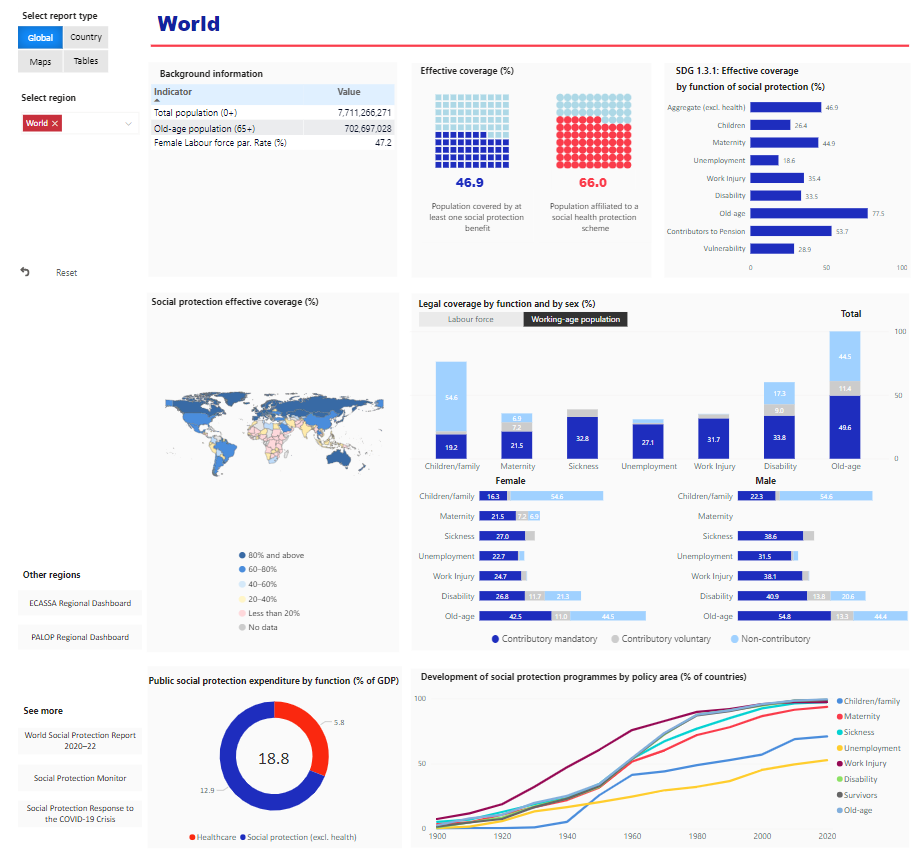 Select report type
Global
Country
Maps
Tables
Select region
World ×
Reset
Other regions
ECASSA Regional Dashboard
PALOP Regional Dashboard
See more
World Social Protection Report
2020–22
Social Protection Monitor
Social Protection Response to
the COVID-19 Crisis
World
Background information
Indicator Value
Total population (0+) 7,711,266,271
Old-age population (65+) 702,697,028
Female Labour force par. Rate (%) 47.2
Effective coverage (%)
46.9
Population covered by at
least one social protection
benefit
66.0
Population affiliated to a
social health protection
scheme
SDG 1.3.1: Effective coverage
by function of social protection (%)
Aggregate (excl. health) 46.9
Children 26.4
Maternity 44.9
Unemployment 18.6
Work Injury 35.4
Disability 33.5
Old age 77.5
Contributors to Pension 53.7
Vulnerability 28.9
0 50 100
Social protection effective coverage (%)
80% and above
60–80%
40–60%
20–40%
Less than 20%
No data
Legal coverage by function and by sex (%)
Labour force
Working-age population
Total
100
50
0
54.6
19.2
6.9
7.2
21.5
32.8
27.1
31.7
17.3
9.0
33.8
44.5
11.4
49.6
Children/family Maternity Sickness Unemployment Work Injury Disability Old-age
Female
Children/family 16.3 54.6
Maternity 21.5 7.2 6.9
Sickness 27.0
Unemployment 22.7
Work Injury 24.7
Disability 26.8 11.7 21.3
Old-age 42.5 11.0 44.5
Male
Children/family 22.3 54.6
Maternity
Sickness 38.6
Unemployment 31.5
Work Injury 38.1
Disability 40.9 13.8 20.6
Old-age 54.8 13.3 44.4
Contributory mandatory Contributory voluntary Non-contributory
Public social protection expenditure by function (% of GDP)
5.8
18.8
12.9
Healthcare Social protection (excl. health)
Development of social protection programmes by policy area (% of countries)
100
50
0
1900 1920 1940 1960 1980 2000 2020
Children/family
Maternity
Sickness
Unemployment
Work Injury
Disability
Survivors
Old-age